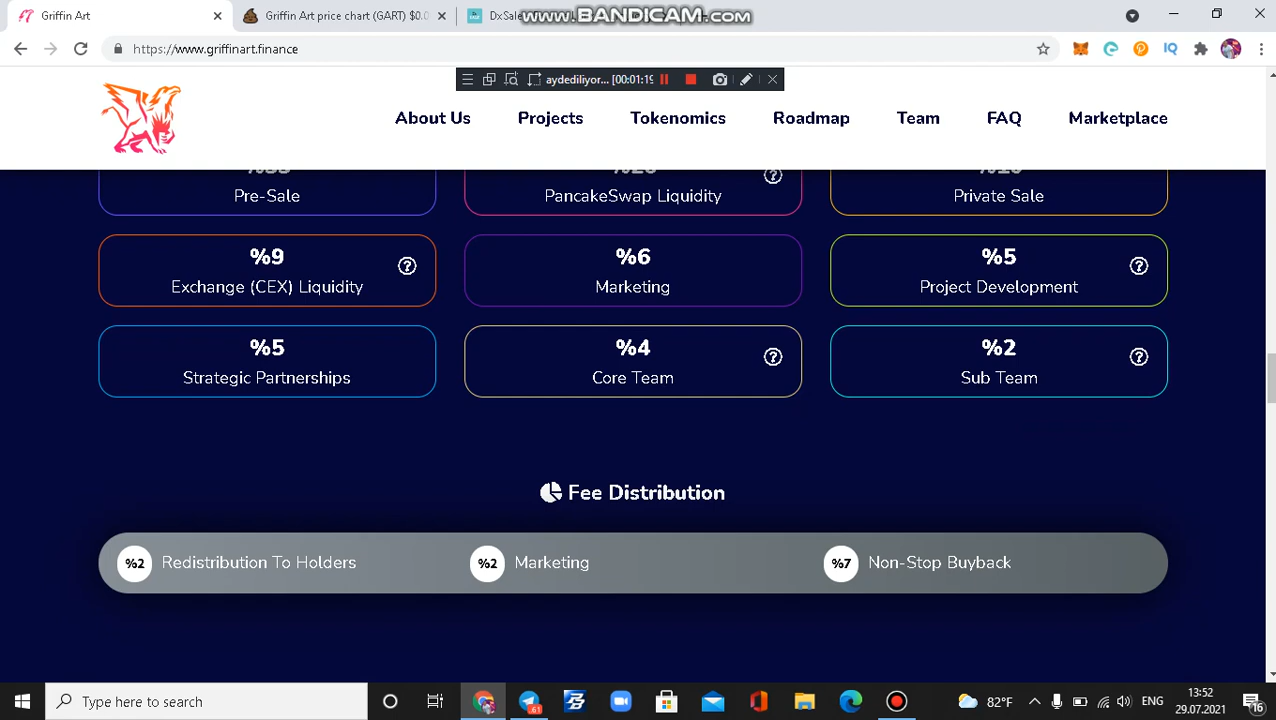 Griffin Art
Griffin Art price chart (GART) $0.0
DxSale
www.BANDICAM.com
https://www.griffinart.finance
aydediliyor... [00:01:19
About Us
Projects
Tokenomics
Roadmap
Team
FAQ
Marketplace
Pre-Sale
PancakeSwap Liquidity
Private Sale
%9
Exchange (CEX) Liquidity
%6
Marketing
%5
Project Development
%5
Strategic Partnerships
%4
Core Team
%2
Sub Team
Fee Distribution
%2 Redistribution To Holders
%2 Marketing
%7 Non-Stop Buyback
Type here to search
61
82°F
ENG
13:52
29.07.2021
16